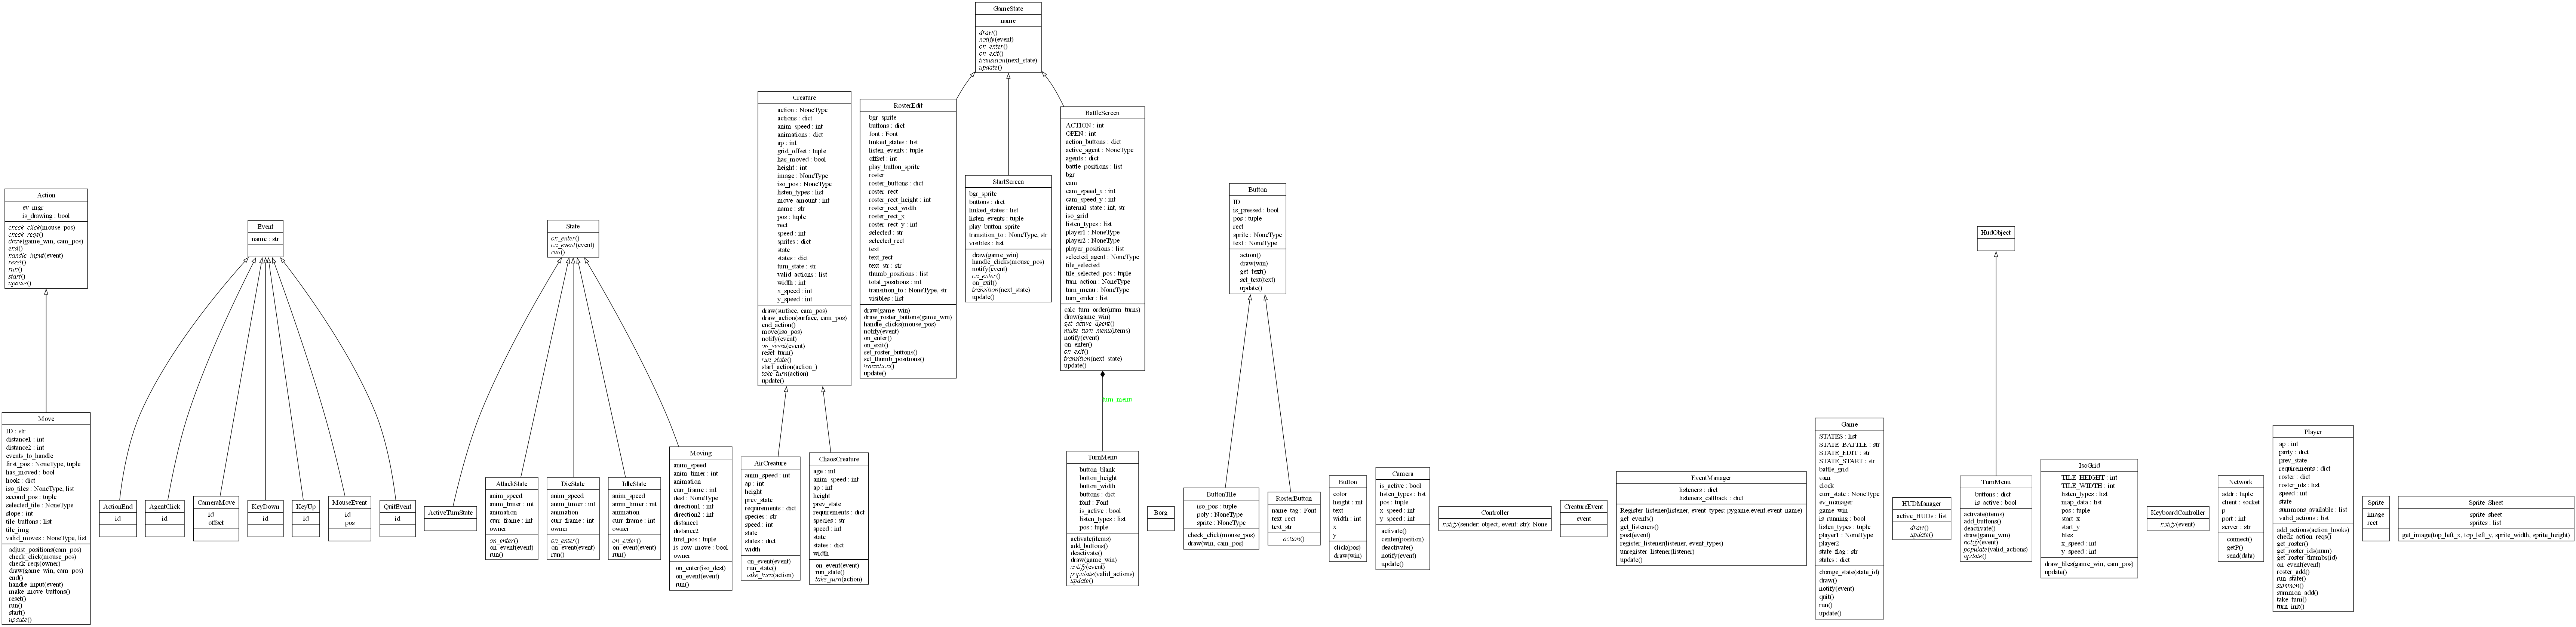 GameState
name
draw()
notify(event)
on_enter()
on_exit()
transition(next_state)
update()
Creature
action : NoneType
actions : dict
anim_speed : int
animations : dict
ap : int
grid_offset : tuple
has_moved : bool
height : int
image : NoneType
iso_pos : NoneType
listen_types : list
move_amount : int
name : str
pos : tuple
rect
speed : int
sprites : dict
state
states : dict
turn_state : str
valid_actions : list
width : int
x_speed : int
y_speed : int
draw(surface, cam_pos)
draw_action(surface, cam_pos)
end_action()
move(iso_pos)
notify(event)
on_event(event)
reset_turn()
run_state()
start_action(action_)
take_turn(action)
update()
RosterEdit
bgr_sprite
buttons : dict
font : Font
linked_states : list
listen_events : tuple
offset : int
play_button_sprite
roster
roster_buttons : dict
roster_rect
roster_rect_height : int
roster_rect_width
roster_rect_x
roster_rect_y : int
selected : str
selected_rect
text
text_rect
text_str : str
thumb_positions : list
total_positions : int
transition_to : NoneType, str
visibles : list
draw(game_win)
draw_roster_buttons(game_win)
handle_clicks(mouse_pos)
notify(event)
on_enter()
on_exit()
set_roster_buttons()
set_thumb_positions()
transition()
update()
StartScreen
bgr_sprite
buttons : dict
linked_states : list
listen_events : tuple
play_button_sprite
transition_to : NoneType, str
visibles : list
draw(game_win)
handle_clicks(mouse_pos)
notify(event)
on_enter()
on_exit()
transition(next_state)
update()
BattleScreen
ACTION : int
OPEN : int
action_buttons : dict
active_agent : NoneType
agents : dict
battle_positions : list
bgr
cam
cam_speed_x : int
cam_speed_y : int
internal_state : int, str
iso_grid
listen_types : list
player1 : NoneType
player2 : NoneType
player_positions : list
selected_agent : NoneType
tile_selected
tile_selected_pos : tuple
turn_action : NoneType
turn_menu : NoneType
turn_order : list
calc_turn_order(num_turns)
draw(game_win)
get_active_agent()
make_turn_menu(items)
notify(event)
on_enter()
on_exit()
transition(next_state)
update()
turn_menu
Action
ev_mgr
is_drawing : bool
check_click(mouse_pos)
check_reqs()
draw(game_win, cam_pos)
end()
handle_input(event)
reset()
run()
start()
update()
Event
name : str
State
on_enter()
on_event(event)
run()
Button
ID
is_pressed : bool
pos : tuple
rect
sprite : NoneType
text : NoneType
action()
draw(win)
get_text()
set_text(text)
update()
HudObject
Move
ID : str
distance1 : int
distance2 : int
events_to_handle
first_pos : NoneType, tuple
has_moved : bool
hook : dict
iso_tiles : NoneType, list
second_pos : tuple
selected_tile : NoneType
slope : int
tile_buttons : list
tile_img
valid_moves : NoneType, list
adjust_positions(cam_pos)
check_click(mouse_pos)
check_reqs(owner)
draw(game_win, cam_pos)
end()
handle_input(event)
make_move_buttons()
reset()
run()
start()
update()
ActionEnd
id
AgentClick
id
CameraMove
id
offset
KeyDown
id
KeyUp
id
MouseEvent
id
pos
QuitEvent
id
ActiveTurnState
AttackState
anim_speed
anim_timer : int
animation
curr_frame : int
owner
on_enter()
on_event(event)
run()
DieState
anim_speed
anim_timer : int
animation
curr_frame : int
owner
on_enter()
on_event(event)
run()
IdleState
anim_speed
anim_timer : int
animation
curr_frame : int
owner
on_enter()
on_event(event)
run()
Moving
anim_speed
anim_timer : int
animation
curr_frame : int
dest : NoneType
direction1 : int
direction2 : int
distance1
distance2
first_pos : tuple
is_row_move : bool
owner
on_enter(iso_dest)
on_event(event)
run()
AirCreature
anim_speed : int
ap : int
height
prev_state
requirements : dict
species : str
speed : int
state
states : dict
width
on_event(event)
run_state()
take_turn(action)
ChaosCreature
age : int
anim_speed : int
ap : int
height
prev_state
requirements : dict
species : str
speed : int
state
states : dict
width
on_event(event)
run_state()
take_turn(action)
TurnMenu
button_blank
button_height
button_width
buttons : dict
font : Font
is_active : bool
listen_types : list
pos : tuple
activate(items)
add_buttons()
deactivate()
draw(game_win)
notify(event)
populate(valid_actions)
update()
Borg
ButtonTile
iso_pos : tuple
poly : NoneType
sprite : NoneType
check_click(mouse_pos)
draw(win, cam_pos)
RosterButton
name_tag : Font
text_rect
text_str
action()
Button
color
height : int
text
width : int
x
y
click(pos)
draw(win)
Camera
is_active : bool
listen_types : list
pos : tuple
x_speed : int
y_speed : int
activate()
center(position)
deactivate()
notify(event)
update()
Controller
notify(sender: object, event: str): None
CreatureEvent
event
EventManager
listeners : dict
listeners_callback : dict
Register_listener(listener, event_types: pygame event event_name)
get_events()
get_listeners()
post(event)
register_listener(listener, event_types)
unregister_listener(listener)
update()
Game
STATES : list
STATE_BATTLE : str
STATE_EDIT : str
STATE_START : str
battle_grid
cam
clock
curr_state : NoneType
ev_manager
game_win
is_running : bool
listen_types : tuple
player1 : NoneType
player2
state_flag : str
states : dict
change_state(state_id)
draw()
notify(event)
quit()
run()
update()
HUDManager
active_HUDs : list
draw()
update()
TurnMenu
buttons : dict
is_active : bool
activate(items)
add_buttons()
deactivate()
draw(game_win)
notify(event)
populate(valid_actions)
update()
IsoGrid
TILE_HEIGHT : int
TILE_WIDTH : int
listen_types : list
map_data : list
pos : tuple
start_x
start_y
tiles
x_speed : int
y_speed : int
draw_tiles(game_win, cam_pos)
update()
KeyboardController
notify(event)
Network
addr : tuple
client : socket
p
port : int
server : str
connect()
getP()
send(data)
Player
ap : int
party : dict
prev_state
requirements : dict
roster : dict
roster_ids : list
speed : int
state
summons_available : list
valid_actions : list
add_actions(action_hooks)
check_action_reqs()
get_roster()
get_roster_ids(num)
get_roster_thumbs(id)
on_event(event)
roster_add()
run_state()
summon()
summon_add()
take_turn()
turn_init()
Sprite
image
rect
Sprite_Sheet
sprite_sheet
sprites : list
get_image(top_left_x, top_left_y, sprite_width, sprite_height)